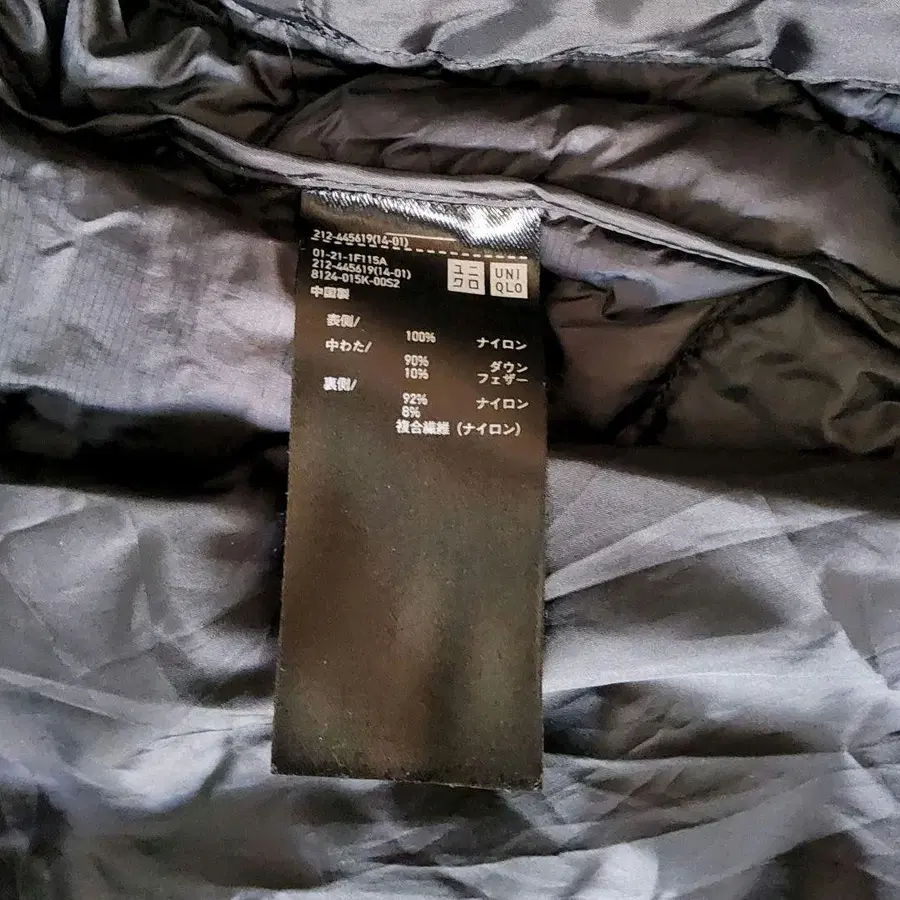 212-445619(14-01)
01-21-1F115A
212-445619(14-01)
8124-015K-00S2
中国製
ユニ
クロ
UNI
QLO
表側/
100% ナイロン
中わた/
90% ダウン
10% フェザー
裏側/
92% ナイロン
8%
複合繊維(ナイロン)